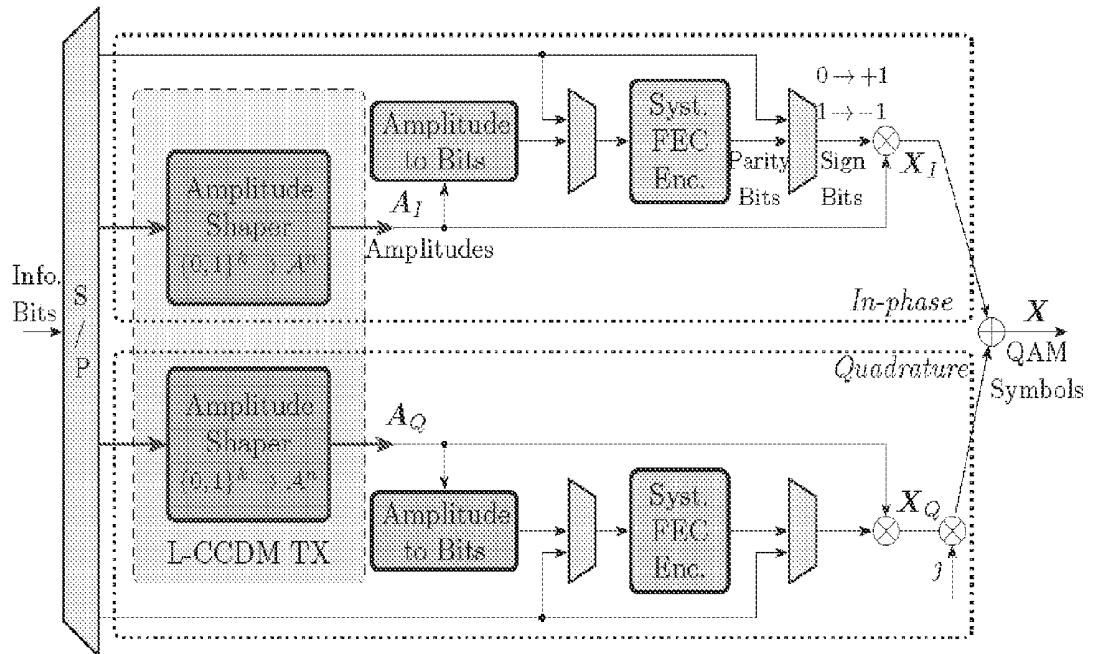 Info.
Bits
S
/
P
Amplitude
Shaper
{0,1}^k → 𝒜^n
Amplitude
to Bits
A_I
Amplitudes
Syst.
FEC
Enc.
Parity
Bits
0 → +1
1 → -1
Sign
Bits
X_I
In-phase
X
QAM
Symbols
Quadrature
Amplitude
Shaper
{0,1}^k → 𝒜^n
L-CCDM TX
A_Q
Amplitude
to Bits
Syst.
FEC
Enc.
X_Q
j